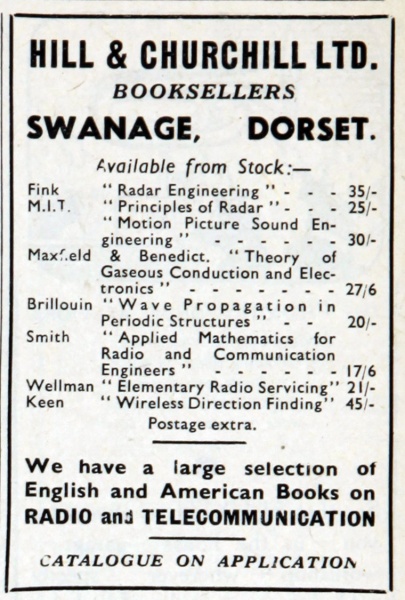 HILL & CHURCHILL LTD.
BOOKSELLERS
SWANAGE, DORSET.
Available from Stock:—
Fink "Radar Engineering" - - - 35/-
M.I.T. "Principles of Radar" - - - 25/-
"Motion Picture Sound En-
gineering" - - - - - - 30/-
Maxfield & Benedict. "Theory of
Gaseous Conduction and Elec-
tronics" - - - - - - - 27/6
Brillouin "Wave Propagation in
Periodic Structures" - - 20/-
Smith "Applied Mathematics for
Radio and Communication
Engineers" - - - - - - 17/6
Wellman "Elementary Radio Servicing" 21/-
Keen "Wireless Direction Finding" 45/-
Postage extra.
We have a large selection of
English and American Books on
RADIO and TELECOMMUNICATION
CATALOGUE ON APPLICATION